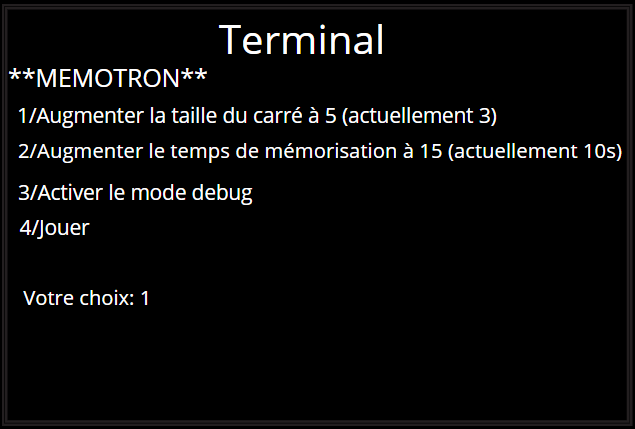 Terminal
**MEMOTRON**
1/Augmenter la taille du carré à 5 (actuellement 3)
2/Augmenter le temps de mémorisation à 15 (actuellement 10s)
3/Activer le mode debug
4/Jouer
Votre choix: 1